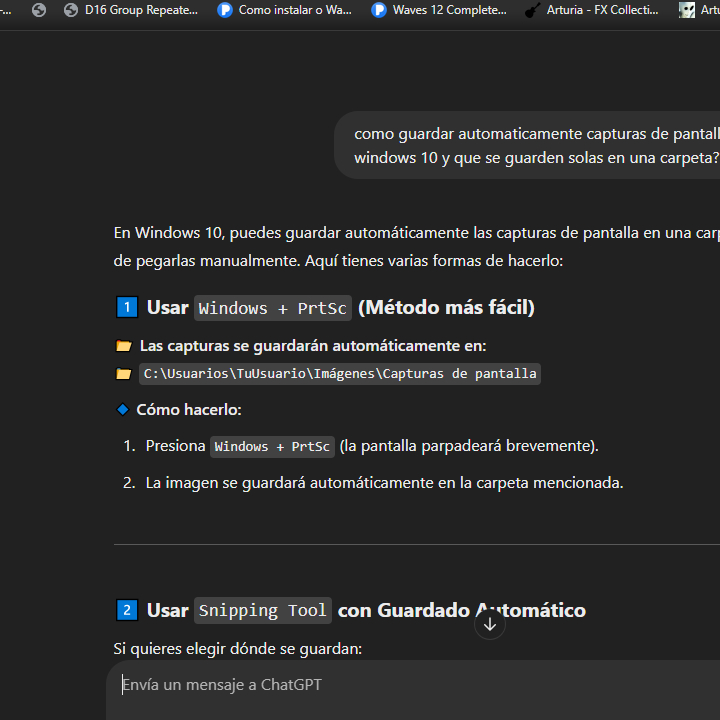 D16 Group Repeate...
Como instalar o Wa...
Waves 12 Complete...
Arturia - FX Collecti...
como guardar automaticamente capturas de
windows 10 y que se guarden solas en una carpeta?
En Windows 10, puedes guardar automáticamente las capturas de pantalla en una
de pegarlas manualmente. Aquí tienes varias formas de hacerlo:
1 Usar Windows + PrtSc (Método más fácil)
Las capturas se guardarán automáticamente en:
C:\Usuarios\TuUsuario\Imágenes\Capturas de pantalla
Cómo hacerlo:
1. Presiona Windows + PrtSc (la pantalla parpadeará brevemente).
2. La imagen se guardará automáticamente en la carpeta mencionada.
2 Usar Snipping Tool con Guardado Automático
Si quieres elegir dónde se guardan:
Envía un mensaje a ChatGPT